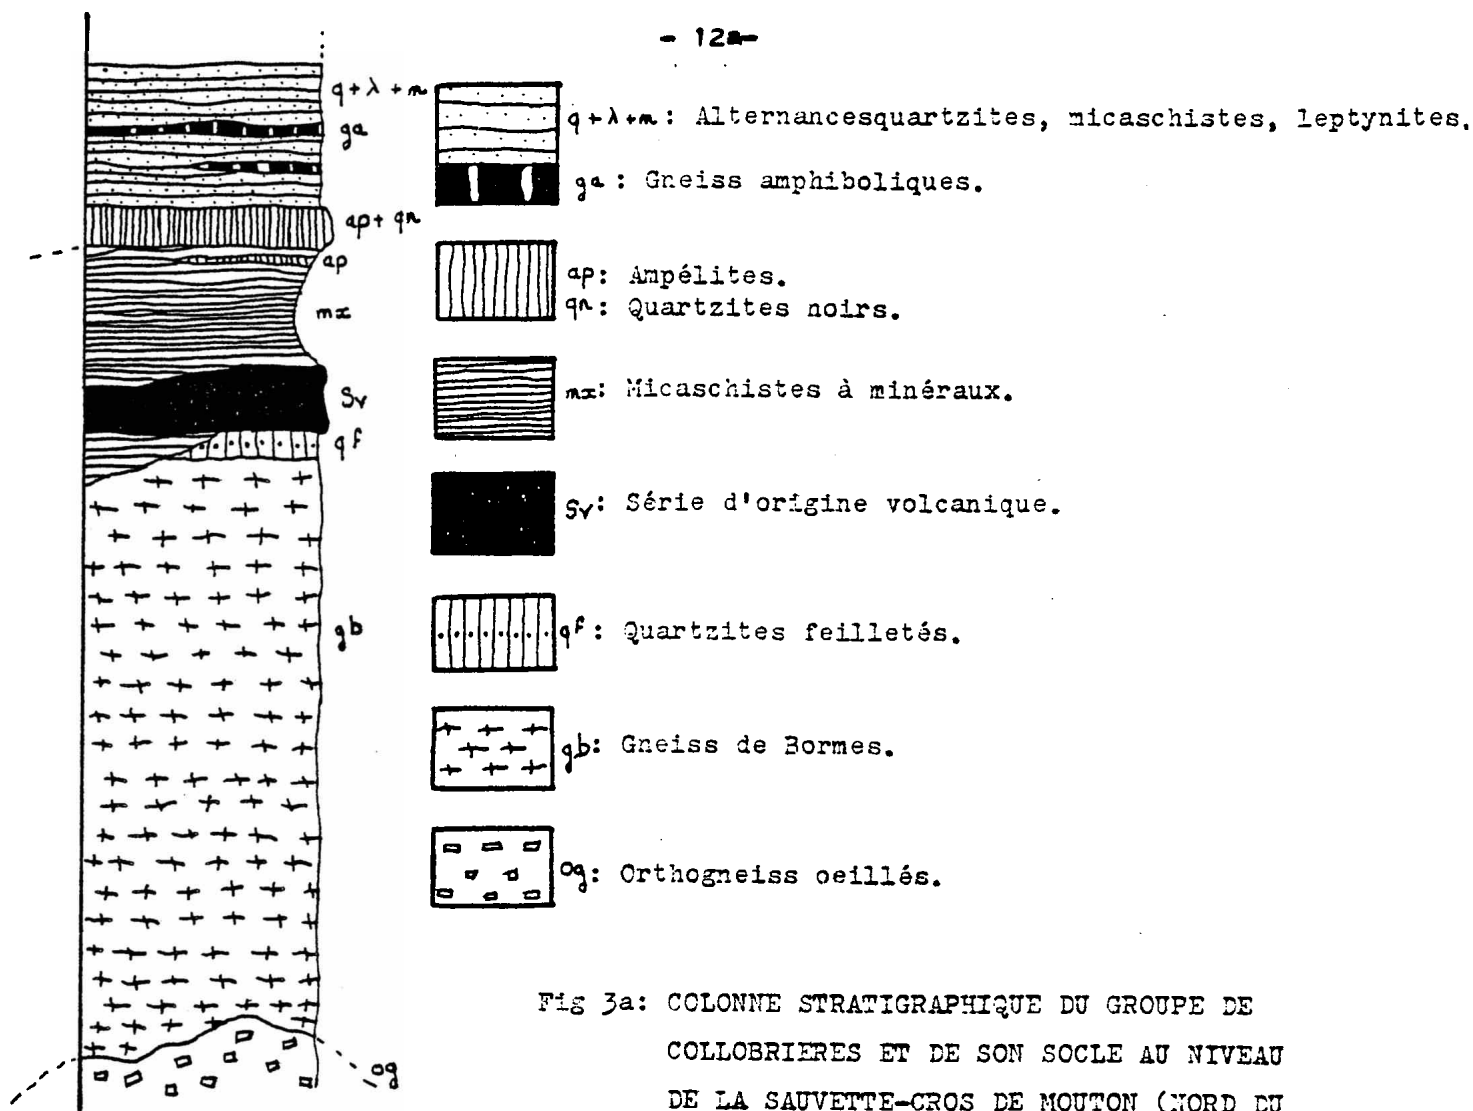 - 12a-
q+λ+m
ga
ap+qn
ap
mx
Sv
qf
gb
og
q+λ+m: Alternancesquartzites, micaschistes, leptynites.
ga: Gneiss amphiboliques.
ap: Ampélites.
qn: Quartzites noirs.
mx: Micaschistes à minéraux.
Sv: Série d'origine volcanique.
qf: Quartzites feilletés.
gb: Gneiss de Bormes.
og: Orthogneiss oeillés.
Fig 3a: COLONNE STRATIGRAPHIQUE DU GROUPE DE
COLLOBRIERES ET DE SON SOCLE AU NIVEAU
DE LA SAUVETTE-CROS DE MOUTON (NORD DU